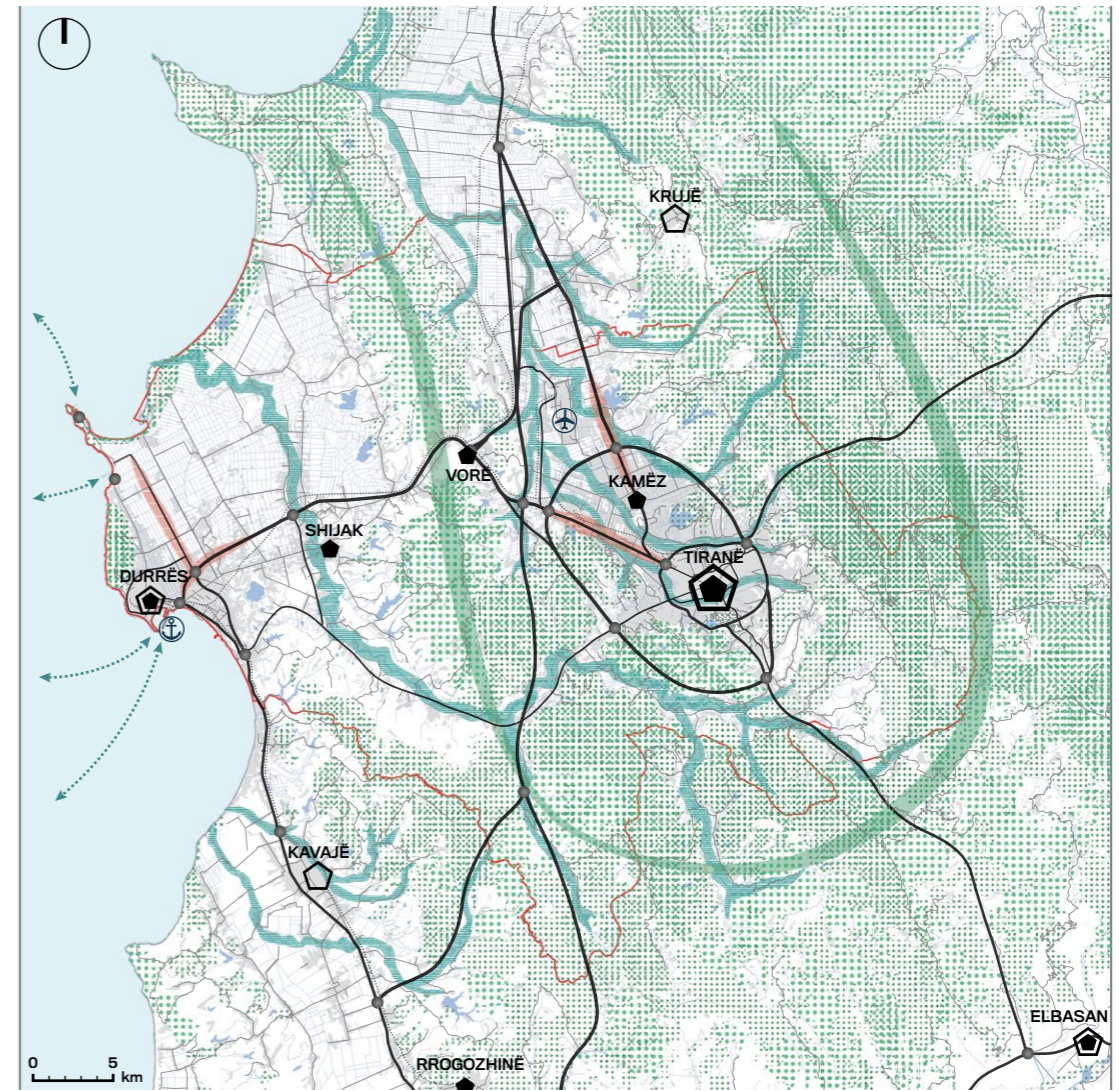 KRUJË
VORË
KAMËZ
SHIJAK
TIRANË
DURRËS
KAVAJË
ELBASAN
RROGOZHINË
0 5
km